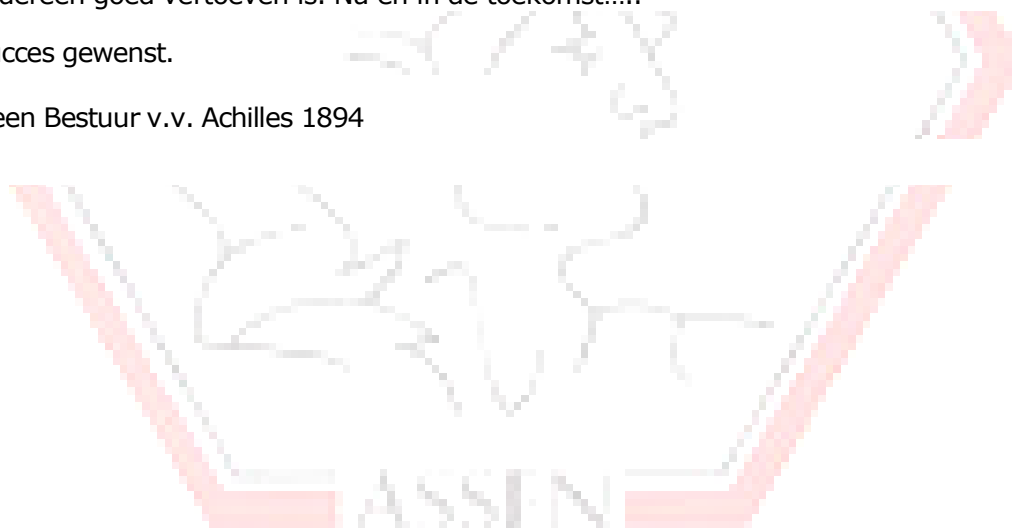 dereen goed vertoeven is. Nu en in de toekomst…..
cces gewenst.
een Bestuur v.v. Achilles 1894
ASSEN